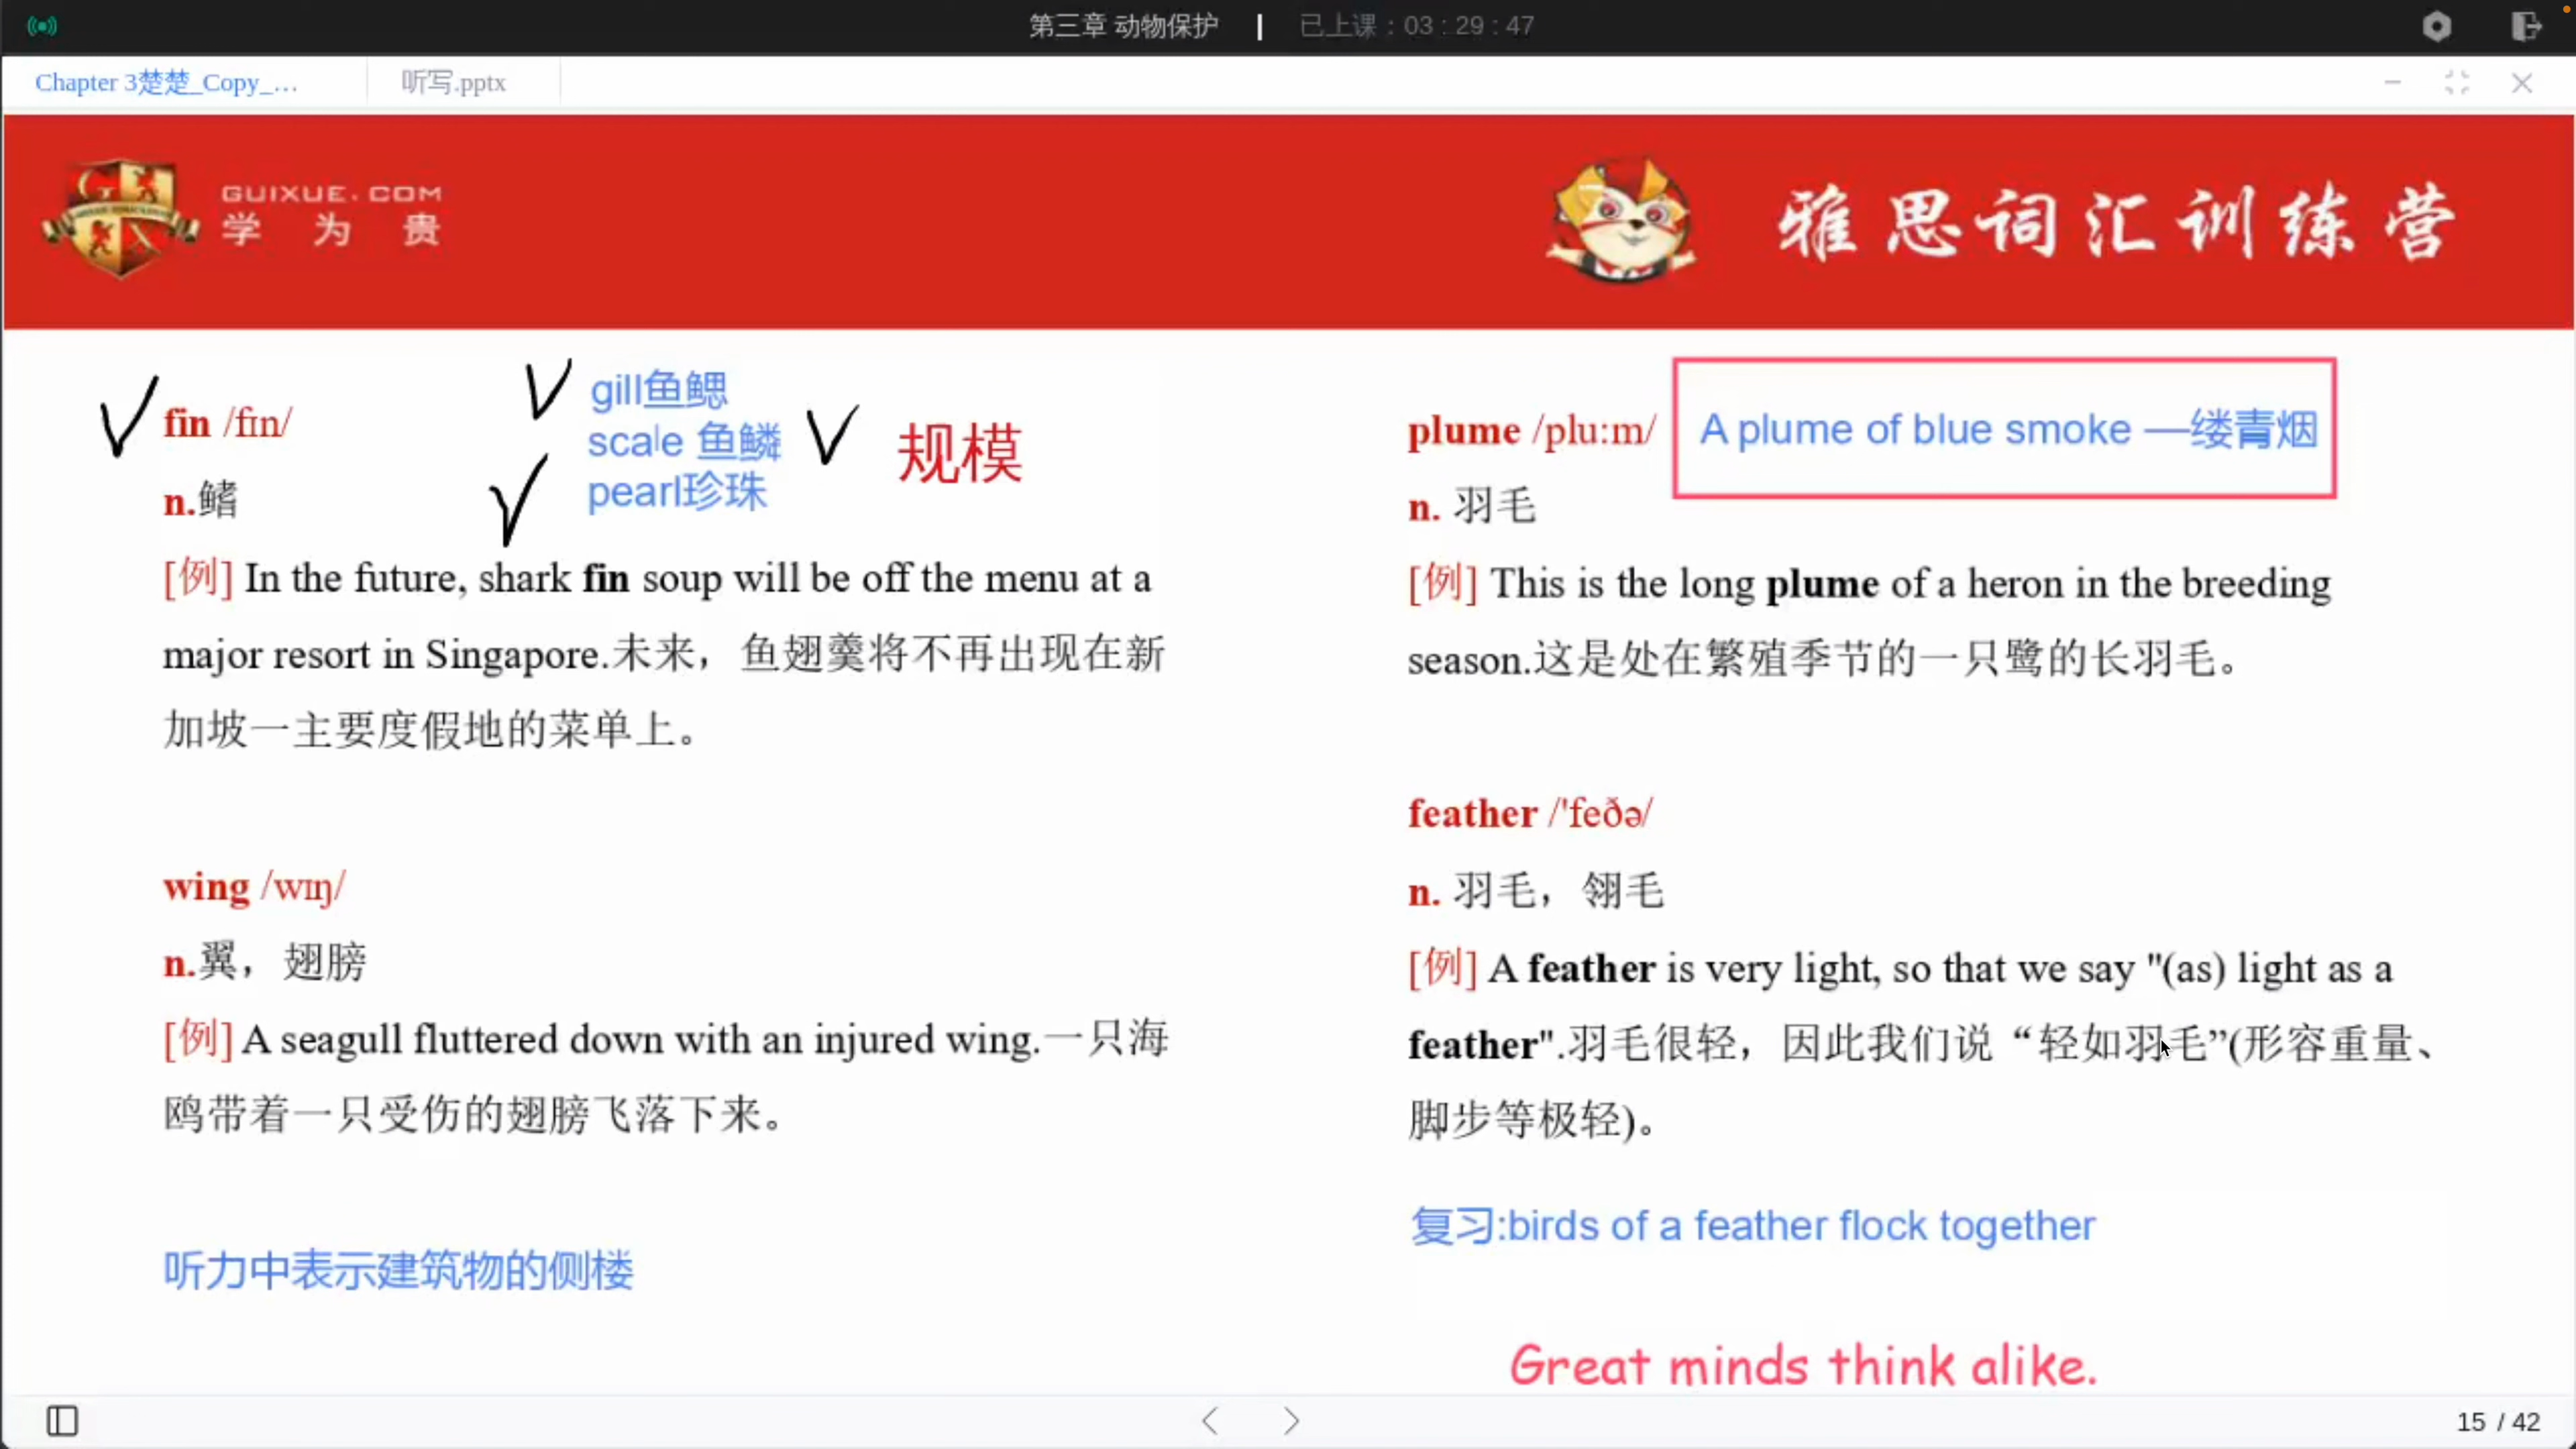 第三章 动物保护 | 已上课：03:29:47
Chapter 3楚楚_Copy_... 听写.pptx
GUIXUE.COM
学为贵
雅思词汇训练营
fin /fɪn/
gill鱼鳃
scale 鱼鳞
pearl珍珠
规模
n.鳍
[例] In the future, shark fin soup will be off the menu at a
major resort in Singapore.未来，鱼翅羹将不再出现在新
加坡一主要度假地的菜单上。
wing /wɪŋ/
n.翼，翅膀
[例] A seagull fluttered down with an injured wing.一只海
鸥带着一只受伤的翅膀飞落下来。
听力中表示建筑物的侧楼
plume /plu:m/
A plume of blue smoke 一缕青烟
n. 羽毛
[例] This is the long plume of a heron in the breeding
season.这是处在繁殖季节的一只鹭的长羽毛。
feather /'feðə/
n. 羽毛，翎毛
[例] A feather is very light, so that we say "(as) light as a
feather".羽毛很轻，因此我们说“轻如羽毛”(形容重量、
脚步等极轻)。
复习:birds of a feather flock together
Great minds think alike.
15 / 42